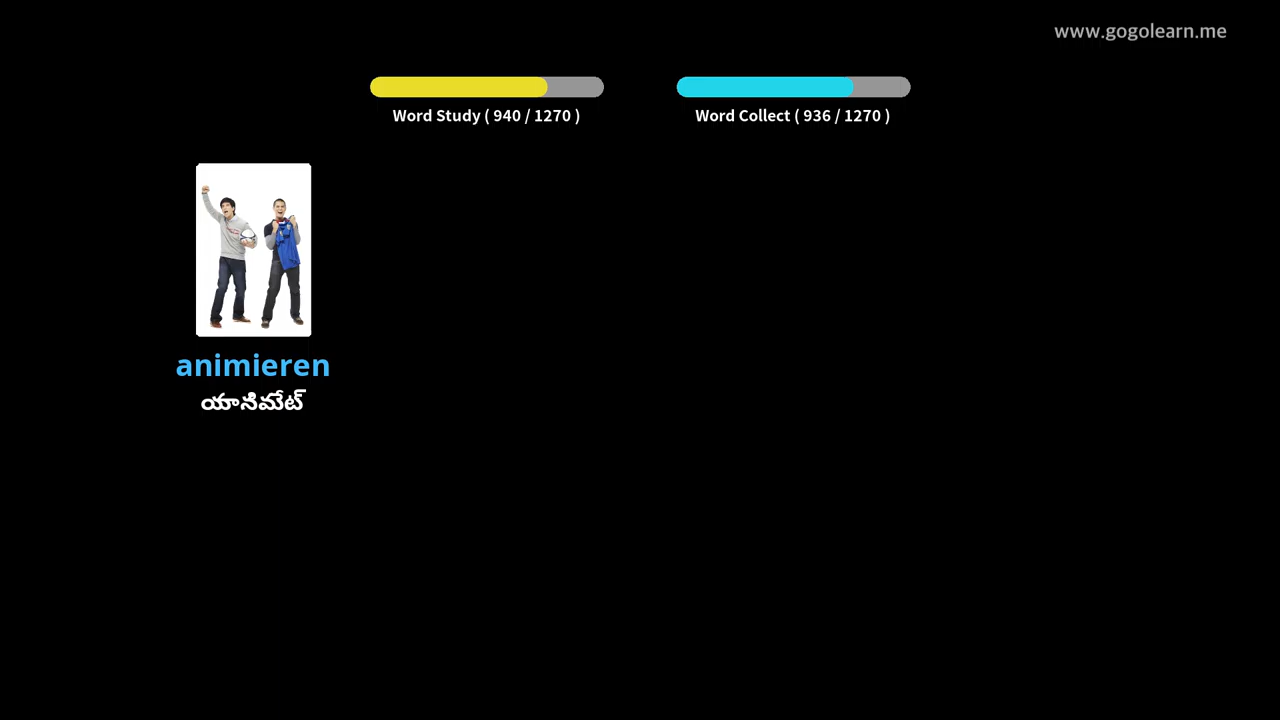 www.gogolearn.me
Word Study ( 940 / 1270 )
Word Collect ( 936 / 1270 )
animieren
యానిమేట్